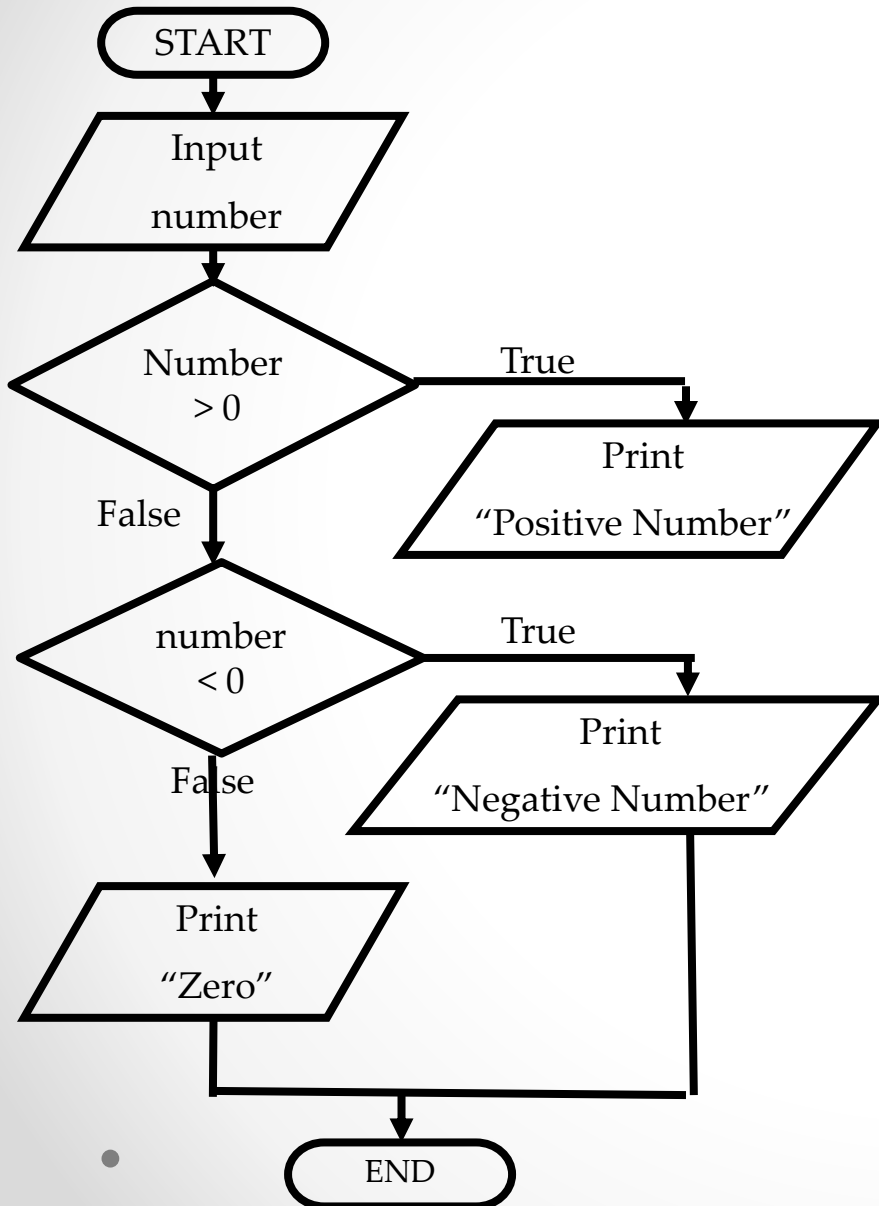 START
Input
number
Number
> 0
True
Print
“Positive Number”
False
number
< 0
True
Print
“Negative Number”
False
Print
“Zero”
END